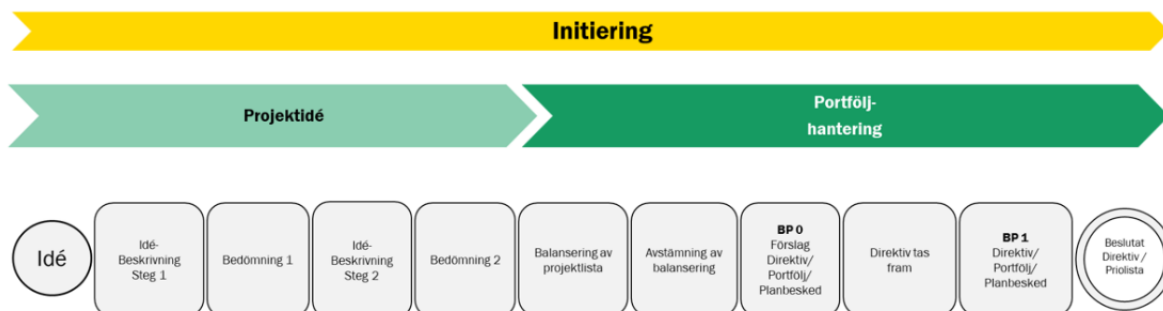 Initiering
Projektidé
Portfölj-
hantering
Idé
Idé-
Beskrivning
Steg 1
Bedömning 1
Idé-
Beskrivning
Steg 2
Bedömning 2
Balansering av
projektlista
Avstämning av
balansering
BP 0
Förslag
Direktiv/
Portfölj/
Planbesked
Direktiv tas
fram
BP 1
Direktiv/
Portfölj/
Planbesked
Beslutat
Direktiv /
Priolista